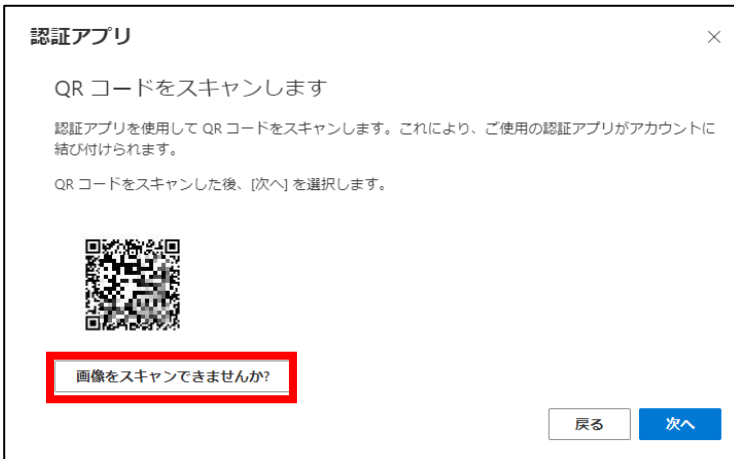 認証アプリ
QR コードをスキャンします
認証アプリを使用して QR コードをスキャンします。これにより、ご使用の認証アプリがアカウントに
結び付けられます。
QR コードをスキャンした後、[次へ] を選択します。
画像をスキャンできませんか?
戻る
次へ